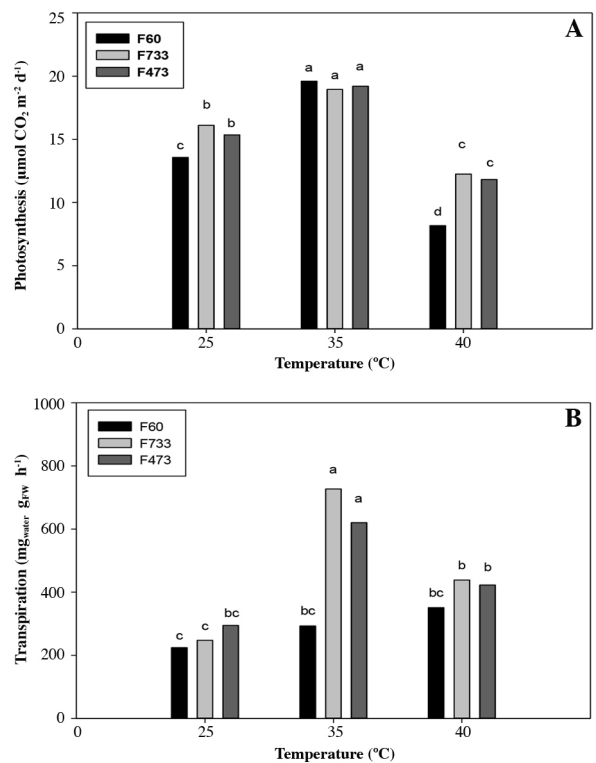 A
F60
F733
F473
25
20
15
10
5
0
Photosynthesis (µmol CO₂ m⁻² d⁻¹)
c
b
b
a
a
a
d
c
c
0
25
35
40
Temperature (ºC)
B
F60
F733
F473
1000
800
600
400
200
0
Transpiration (mg_water g_FW h⁻¹)
c
c
bc
bc
a
a
bc
b
b
0
25
35
40
Temperature (ºC)